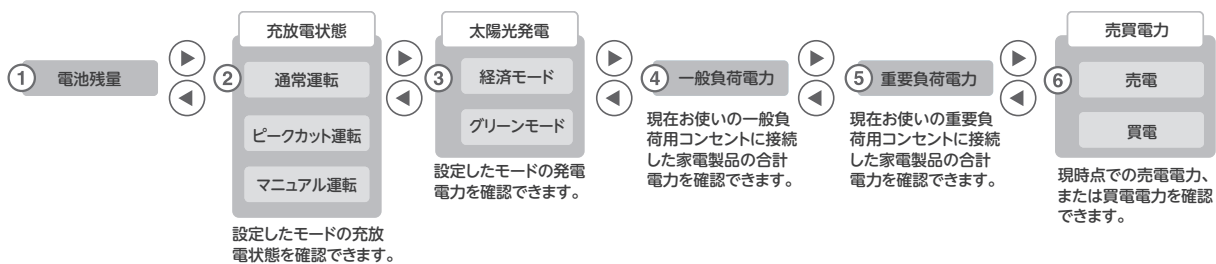 ① 電池残量
充放電状態
② 通常運転
ピークカット運転
マニュアル運転
設定したモードの充放
電状態を確認できます。
太陽光発電
③ 経済モード
グリーンモード
設定したモードの発電
電力を確認できます。
④ 一般負荷電力
現在お使いの一般負
荷用コンセントに接続
した家電製品の合計
電力を確認できます。
⑤ 重要負荷電力
現在お使いの重要負
荷用コンセントに接続
した家電製品の合計
電力を確認できます。
売買電力
⑥ 売電
買電
現時点での売電電力、
または買電電力を確認
できます。